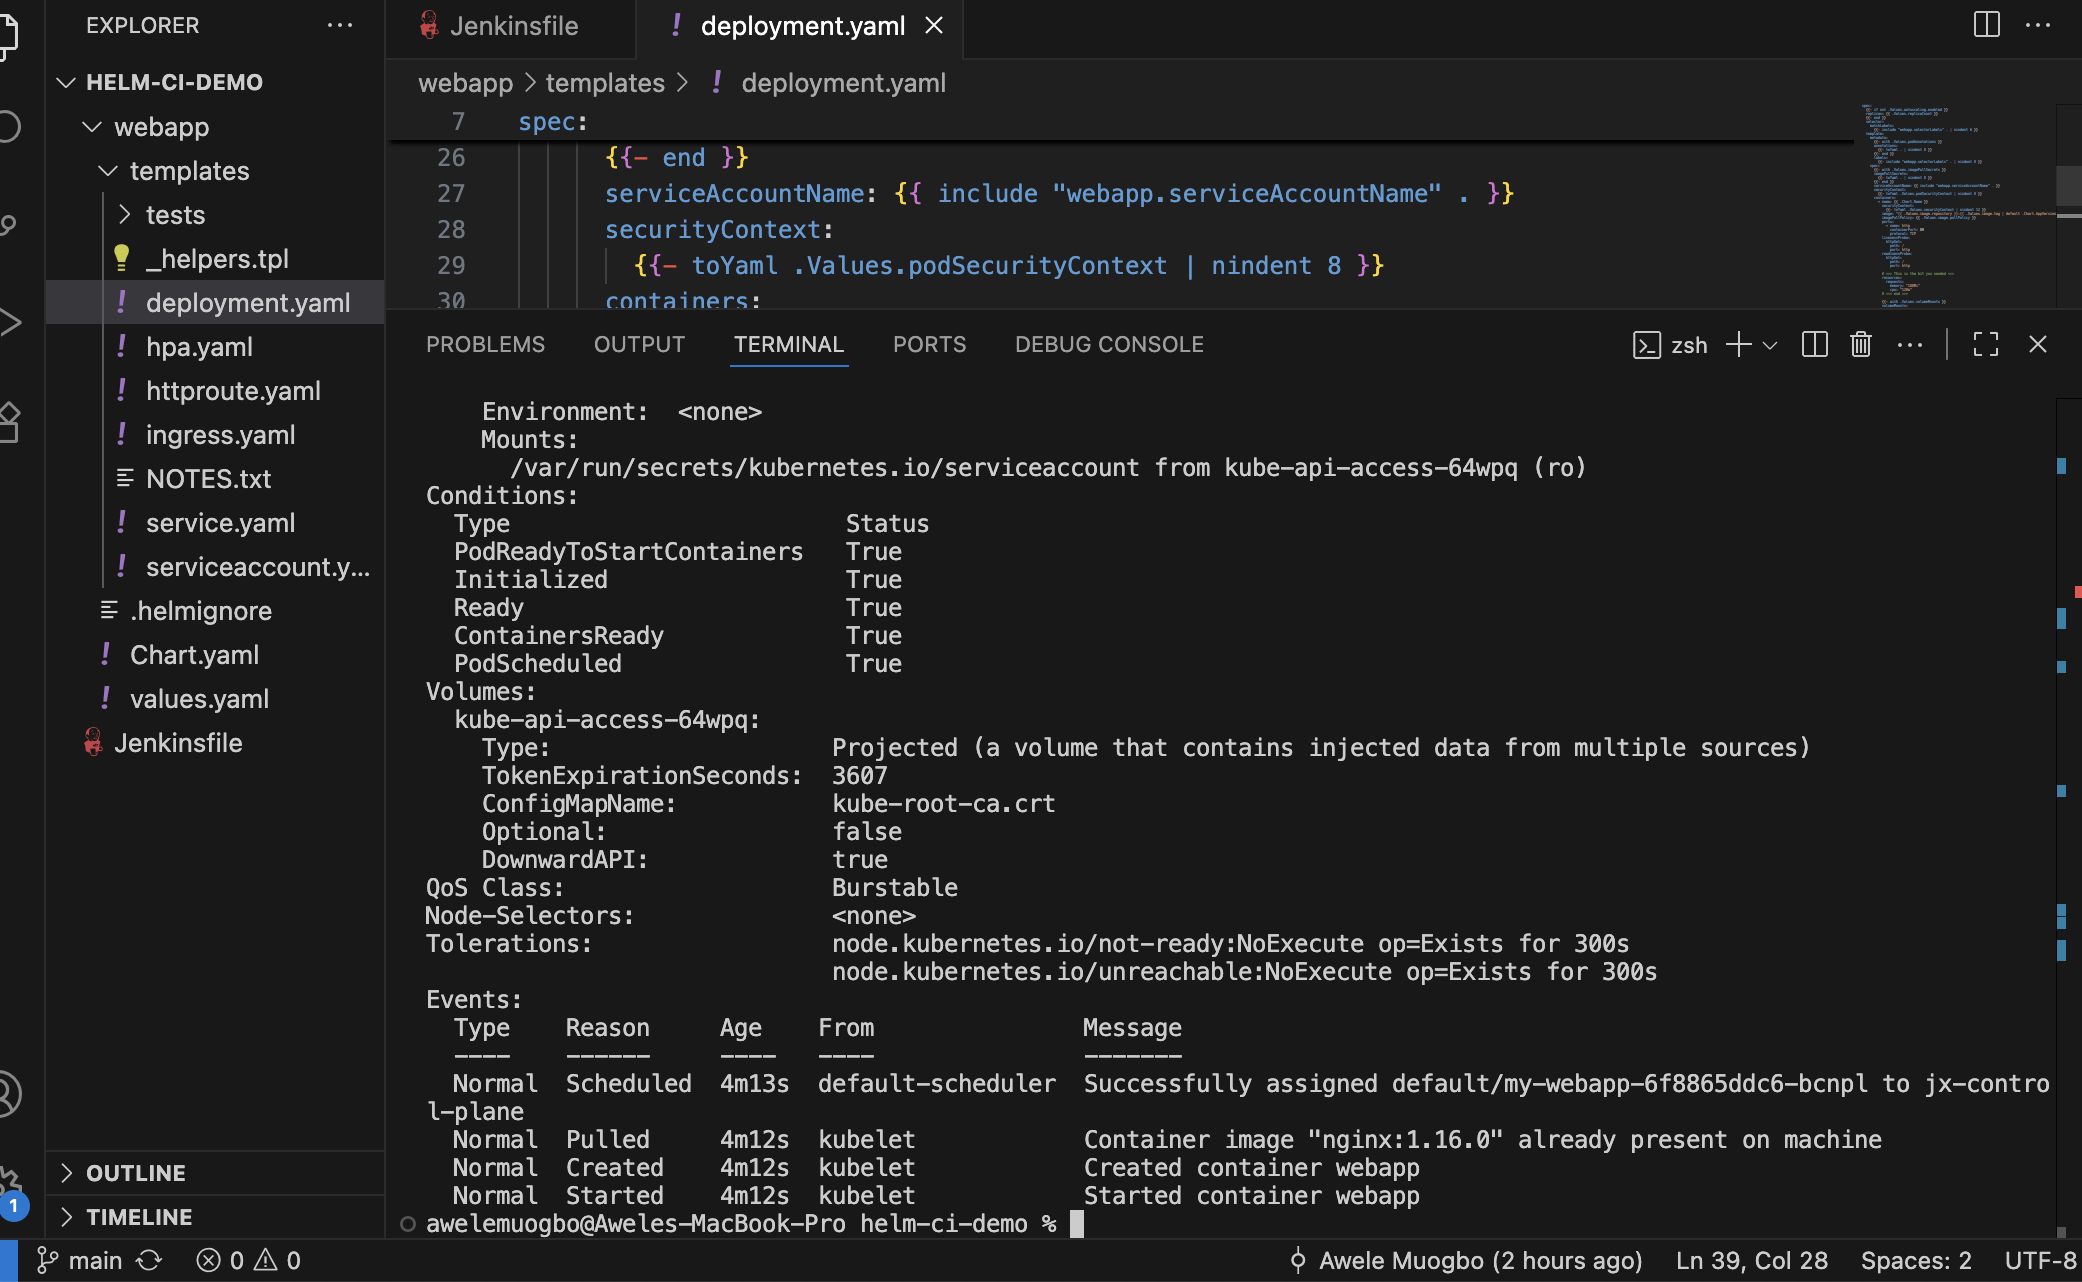 EXPLORER
HELM-CI-DEMO
webapp
templates
tests
_helpers.tpl
deployment.yaml
hpa.yaml
httproute.yaml
ingress.yaml
NOTES.txt
service.yaml
serviceaccount.y...
.helmignore
Chart.yaml
values.yaml
Jenkinsfile
OUTLINE
TIMELINE
1
Jenkinsfile
deployment.yaml
webapp > templates > ! deployment.yaml
7 spec:
26 {{- end }}
27 serviceAccountName: {{ include "webapp.serviceAccountName" . }}
28 securityContext:
29 {{- toYaml .Values.podSecurityContext | nindent 8 }}
30 containers:
PROBLEMS OUTPUT TERMINAL PORTS DEBUG CONSOLE zsh
Environment: <none>
Mounts:
/var/run/secrets/kubernetes.io/serviceaccount from kube-api-access-64wpq (ro)
Conditions:
Type Status
PodReadyToStartContainers True
Initialized True
Ready True
ContainersReady True
PodScheduled True
Volumes:
kube-api-access-64wpq:
Type: Projected (a volume that contains injected data from multiple sources)
TokenExpirationSeconds: 3607
ConfigMapName: kube-root-ca.crt
Optional: false
DownwardAPI: true
QoS Class: Burstable
Node-Selectors: <none>
Tolerations: node.kubernetes.io/not-ready:NoExecute op=Exists for 300s
node.kubernetes.io/unreachable:NoExecute op=Exists for 300s
Events:
Type Reason Age From Message
---- ------ ---- ---- -------
Normal Scheduled 4m13s default-scheduler Successfully assigned default/my-webapp-6f8865ddc6-bcnpl to jx-contro
l-plane
Normal Pulled 4m12s kubelet Container image "nginx:1.16.0" already present on machine
Normal Created 4m12s kubelet Created container webapp
Normal Started 4m12s kubelet Started container webapp
awelemuogbo@Aweles-MacBook-Pro helm-ci-demo %
main 0 0 Awele Muogbo (2 hours ago) Ln 39, Col 28 Spaces: 2 UTF-8